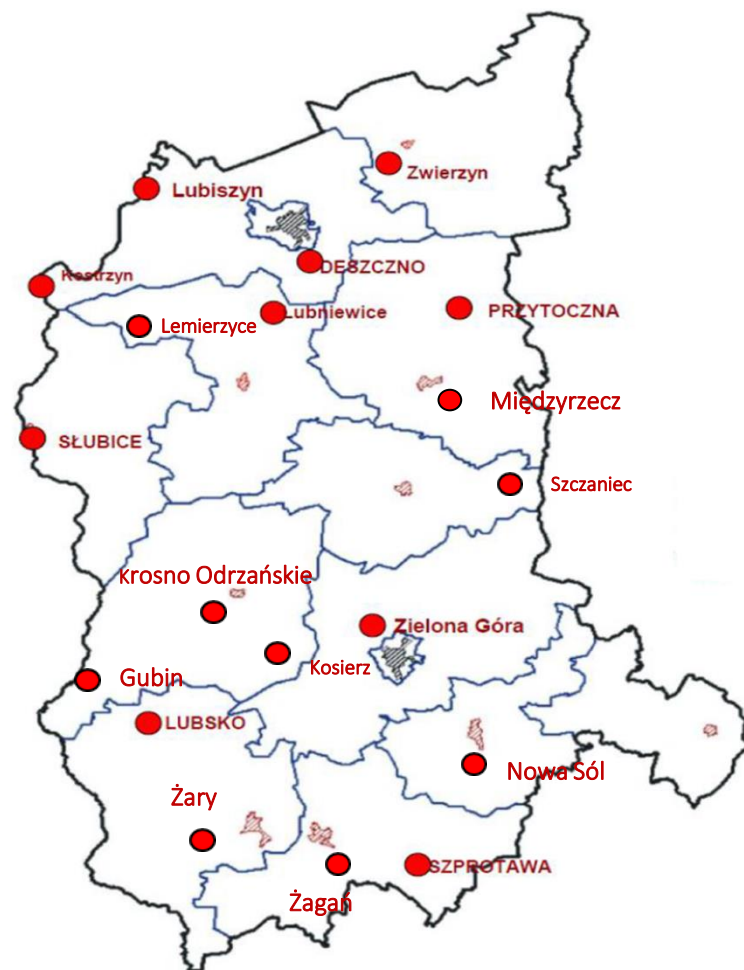 Zwierzyn
Lubiszyn
DESZCZNO
Kostrzyn
Lubniewice
PRZYTOCZNA
Lemierzyce
Międzyrzecz
SŁUBICE
Szczaniec
Krosno Odrzańskie
Zielona Góra
Kosierz
Gubin
LUBSKO
Nowa Sól
Żary
SZPROTAWA
Żagań